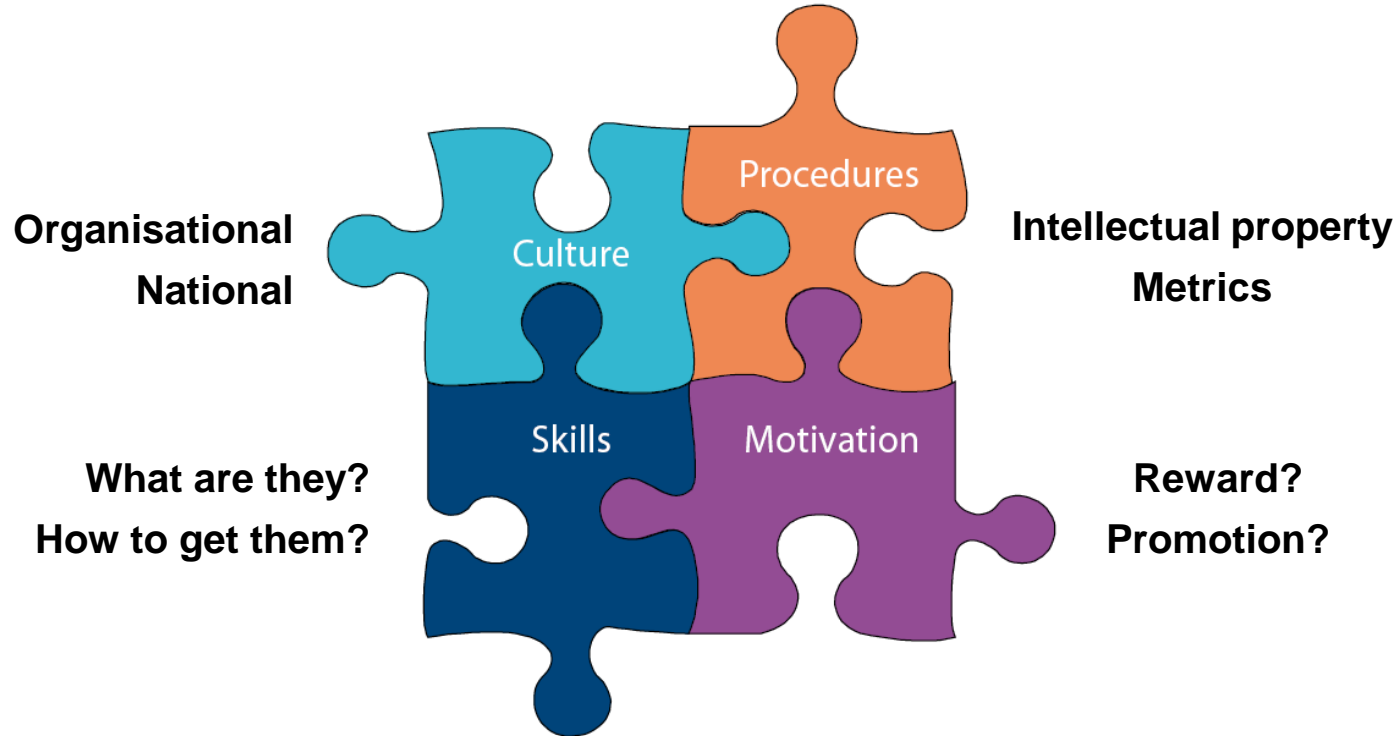 Procedures
Culture
Organisational
National
Intellectual property
Metrics
Skills
Motivation
What are they?
How to get them?
Reward?
Promotion?